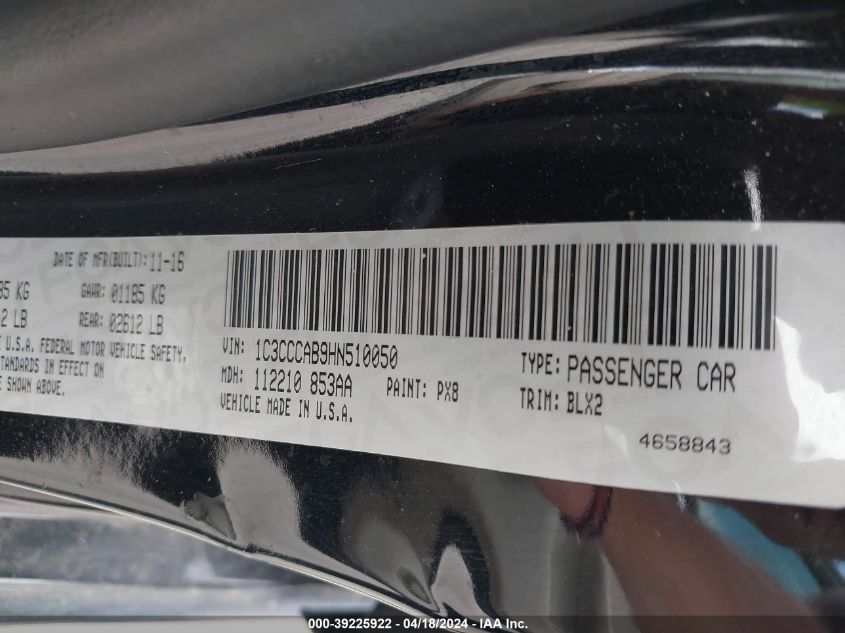 DATE OF MFR(BUILT): 11-16
85 KG GAWR: 01185 KG
2 LB REAR: 02612 LB
E U.S.A. FEDERAL MOTOR VEHICLE SAFETY,
STANDARDS IN EFFECT ON
E SHOWN ABOVE.
VIN: 1C3CCCAB9HN510050
MDH: 112210 853AA PAINT: PX8
VEHICLE MADE IN U.S.A.
TYPE: PASSENGER CAR
TRIM: BLX2
4658843
000-39225922 - 04/18/2024 - IAA Inc.